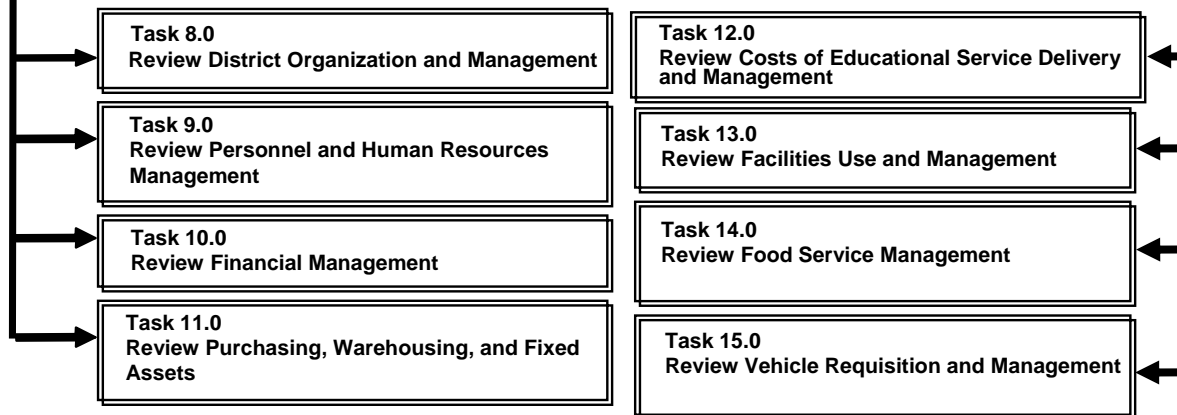 Task 8.0
Review District Organization and Management
Task 9.0
Review Personnel and Human Resources
Management
Task 10.0
Review Financial Management
Task 11.0
Review Purchasing, Warehousing, and Fixed
Assets
Task 12.0
Review Costs of Educational Service Delivery
and Management
Task 13.0
Review Facilities Use and Management
Task 14.0
Review Food Service Management
Task 15.0
Review Vehicle Requisition and Management